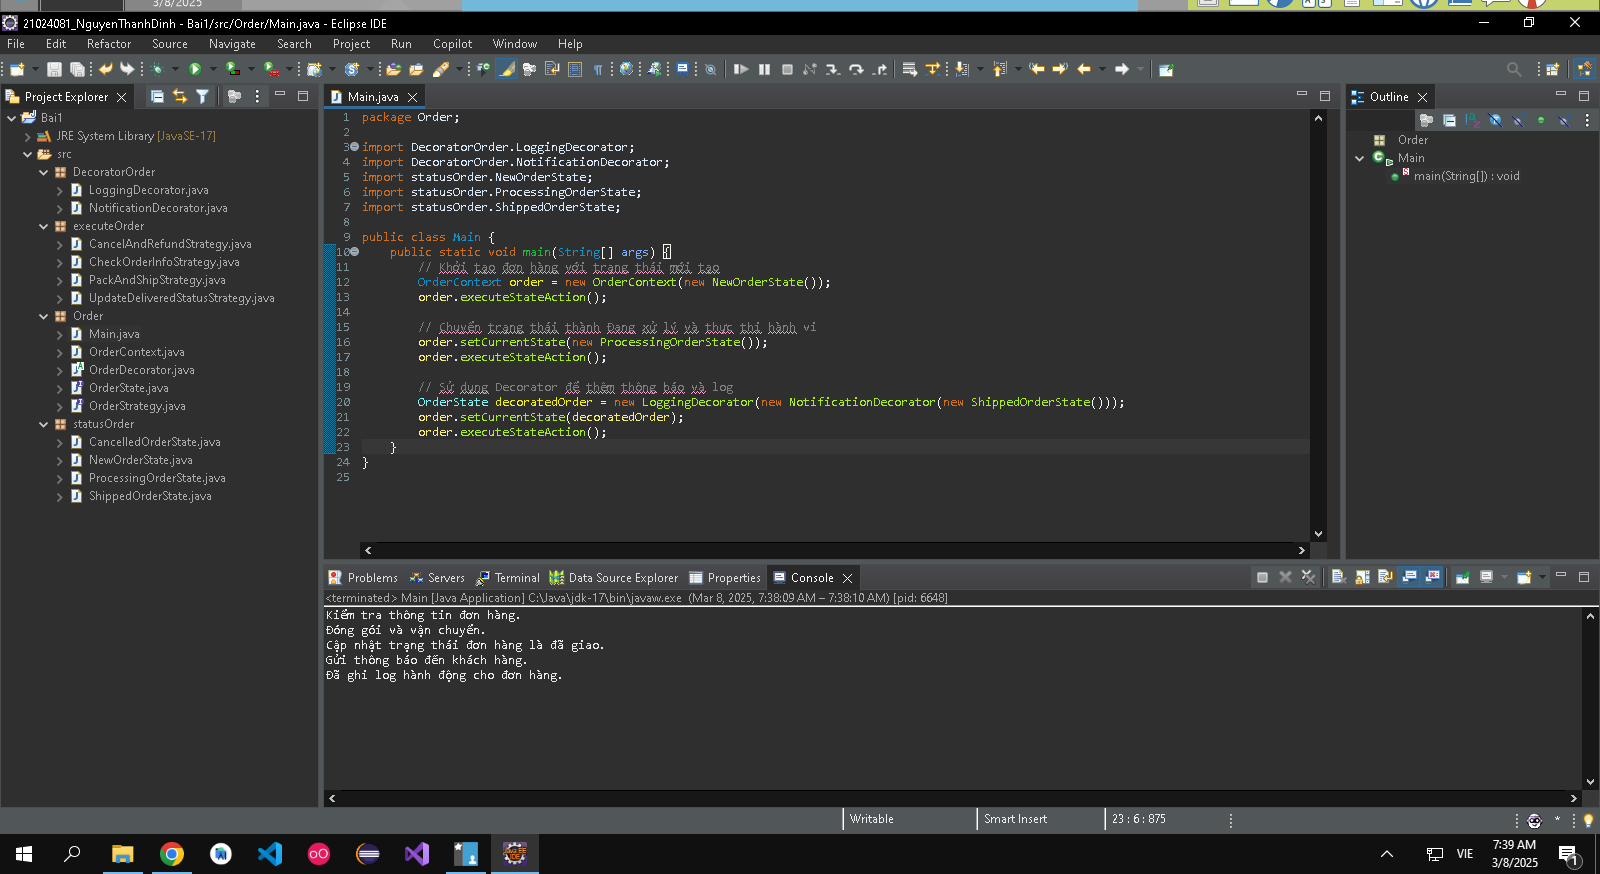 3/8/2025
21024081_NguyenThanhDinh - Bai1/src/Order/Main.java - Eclipse IDE
File Edit Refactor Source Navigate Search Project Run Copilot Window Help
Project Explorer
Bai1
JRE System Library [JavaSE-17]
src
DecoratorOrder
LoggingDecorator.java
NotificationDecorator.java
executeOrder
CancelAndRefundStrategy.java
CheckOrderInfoStrategy.java
PackAndShipStrategy.java
UpdateDeliveredStatusStrategy.java
Order
Main.java
OrderContext.java
OrderDecorator.java
OrderState.java
OrderStrategy.java
statusOrder
CancelledOrderState.java
NewOrderState.java
ProcessingOrderState.java
ShippedOrderState.java
Main.java
1 package Order;
2
3 import DecoratorOrder.LoggingDecorator;
4 import DecoratorOrder.NotificationDecorator;
5 import statusOrder.NewOrderState;
6 import statusOrder.ProcessingOrderState;
7 import statusOrder.ShippedOrderState;
8
9 public class Main {
10 public static void main(String[] args) {
11 // Khởi tạo đơn hàng với trạng thái mới tạo
12 OrderContext order = new OrderContext(new NewOrderState());
13 order.executeStateAction();
14
15 // Chuyển trạng thái thành Đang xử lý và thực thi hành vi
16 order.setCurrentState(new ProcessingOrderState());
17 order.executeStateAction();
18
19 // Sử dụng Decorator để thêm thông báo và log
20 OrderState decoratedOrder = new LoggingDecorator(new NotificationDecorator(new ShippedOrderState()));
21 order.setCurrentState(decoratedOrder);
22 order.executeStateAction();
23 }
24 }
25
Outline
Order
Main
main(String[]) : void
Problems Servers Terminal Data Source Explorer Properties Console
<terminated> Main [Java Application] C:\Java\jdk-17\bin\javaw.exe (Mar 8, 2025, 7:38:09 AM – 7:38:10 AM) [pid: 6648]
Kiểm tra thông tin đơn hàng.
Đóng gói và vận chuyển.
Cập nhật trạng thái đơn hàng là đã giao.
Gửi thông báo đến khách hàng.
Đã ghi log hành động cho đơn hàng.
Writable Smart Insert 23 : 6 : 875
VIE
7:39 AM
3/8/2025
1